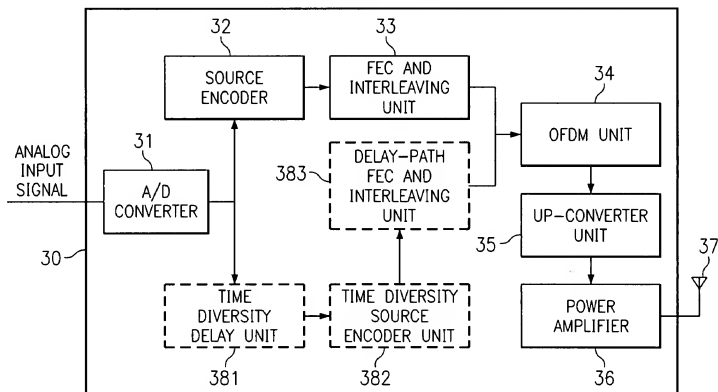 32
SOURCE
ENCODER
33
FEC AND
INTERLEAVING
UNIT
34
OFDM UNIT
ANALOG
INPUT
SIGNAL
31
A/D
CONVERTER
383
DELAY-PATH
FEC AND
INTERLEAVING
UNIT
35
UP-CONVERTER
UNIT
30
37
TIME
DIVERSITY
DELAY UNIT
381
TIME DIVERSITY
SOURCE
ENCODER UNIT
382
POWER
AMPLIFIER
36